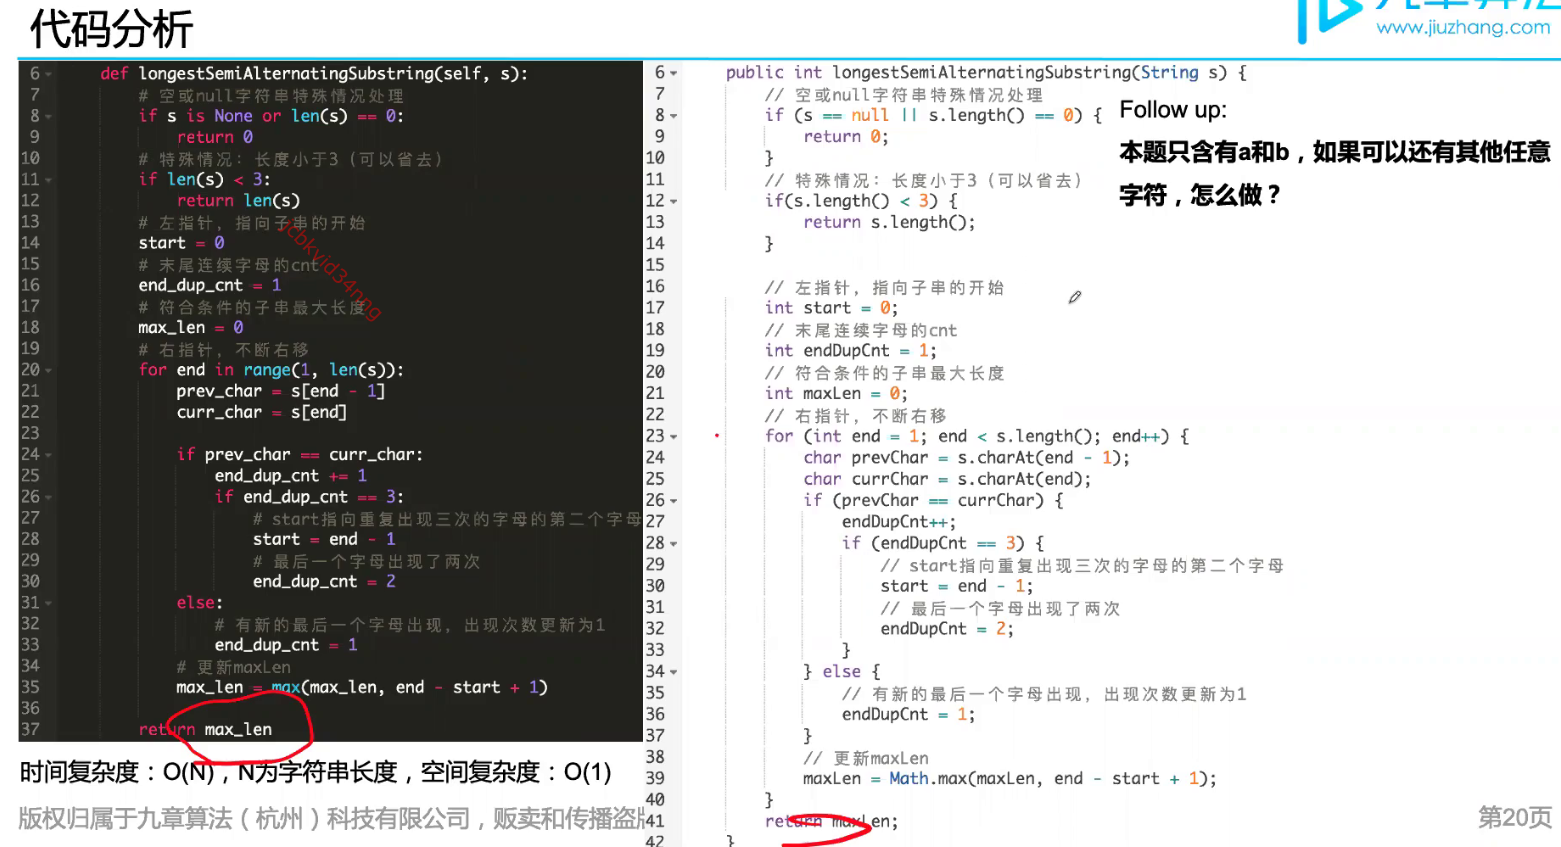 代码分析
www.jiuzhang.com
6 def longestSemiAlternatingSubstring(self, s):
7 # 空或null字符串特殊情况处理
8 if s is None or len(s) == 0:
9 return 0
10 # 特殊情况：长度小于3（可以省去）
11 if len(s) < 3:
12 return len(s)
13 # 左指针，指向子串的开始
14 start = 0
15 # 末尾连续字母的cnt
16 end_dup_cnt = 1
17 # 符合条件的子串最大长度
18 max_len = 0
19 # 右指针，不断右移
20 for end in range(1, len(s)):
21 prev_char = s[end - 1]
22 curr_char = s[end]
23
24 if prev_char == curr_char:
25 end_dup_cnt += 1
26 if end_dup_cnt == 3:
27 # start指向重复出现三次的字母的第二个字母
28 start = end - 1
29 # 最后一个字母出现了两次
30 end_dup_cnt = 2
31 else:
32 # 有新的最后一个字母出现，出现次数更新为1
33 end_dup_cnt = 1
34 # 更新maxLen
35 max_len = max(max_len, end - start + 1)
36
37 return max_len
时间复杂度：O(N)，N为字符串长度，空间复杂度：O(1)
版权归属于九章算法（杭州）科技有限公司，贩卖和传播盗版
6 public int longestSemiAlternatingSubstring(String s) {
7 // 空或null字符串特殊情况处理
8 if (s == null || s.length() == 0) {
9 return 0;
10 }
11 // 特殊情况：长度小于3（可以省去）
12 if(s.length() < 3) {
13 return s.length();
14 }
15
16 // 左指针，指向子串的开始
17 int start = 0;
18 // 末尾连续字母的cnt
19 int endDupCnt = 1;
20 // 符合条件的子串最大长度
21 int maxLen = 0;
22 // 右指针，不断右移
23 for (int end = 1; end < s.length(); end++) {
24 char prevChar = s.charAt(end - 1);
25 char currChar = s.charAt(end);
26 if (prevChar == currChar) {
27 endDupCnt++;
28 if (endDupCnt == 3) {
29 // start指向重复出现三次的字母的第二个字母
30 start = end - 1;
31 // 最后一个字母出现了两次
32 endDupCnt = 2;
33 }
34 } else {
35 // 有新的最后一个字母出现，出现次数更新为1
36 endDupCnt = 1;
37 }
38 // 更新maxLen
39 maxLen = Math.max(maxLen, end - start + 1);
40 }
41 return maxLen;
42 }
Follow up:
本题只含有a和b，如果可以还有其他任意
字符，怎么做？
第20页